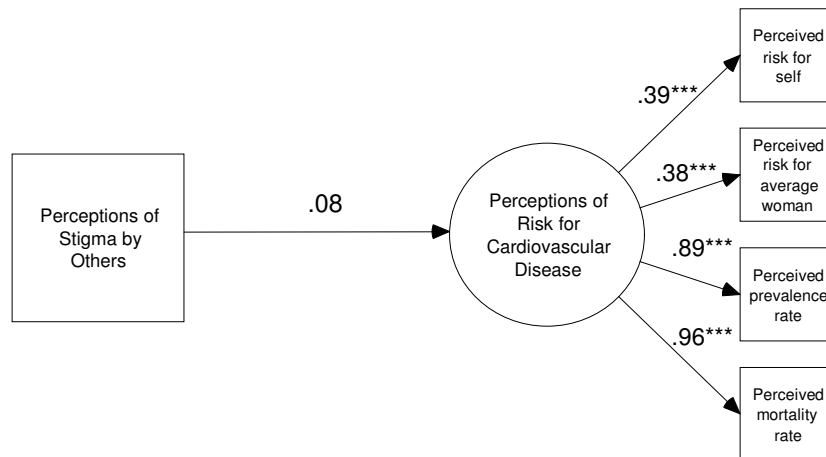 Perceptions of
Stigma by
Others
.08
Perceptions of
Risk for
Cardiovascular
Disease
.39***
.38***
.89***
.96***
Perceived
risk for
self
Perceived
risk for
average
woman
Perceived
prevalence
rate
Perceived
mortality
rate